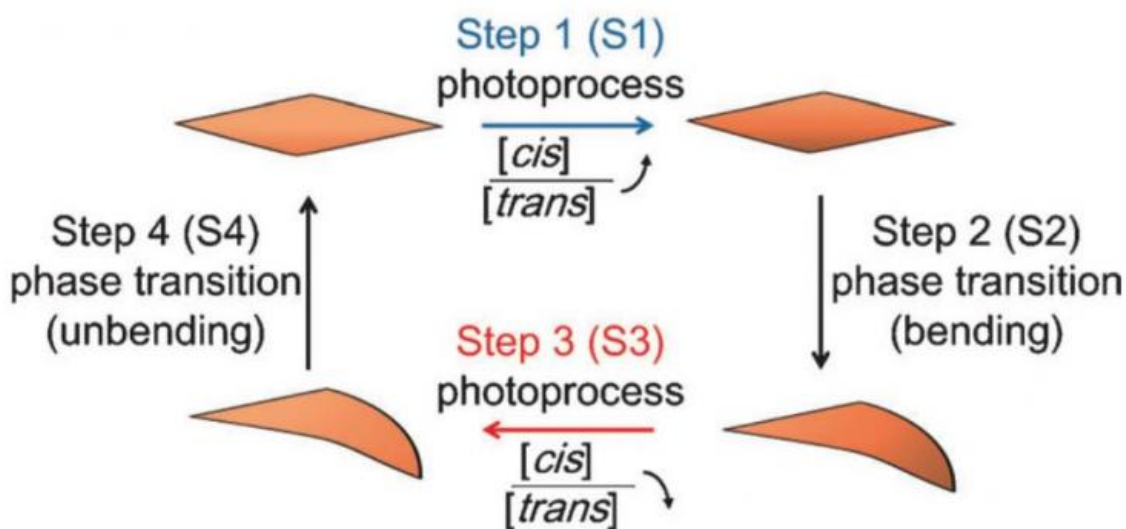 Step 1 (S1)
photoprocess
[cis]
[trans]
Step 4 (S4)
phase transition
(unbending)
Step 2 (S2)
phase transition
(bending)
Step 3 (S3)
photoprocess
[cis]
[trans]